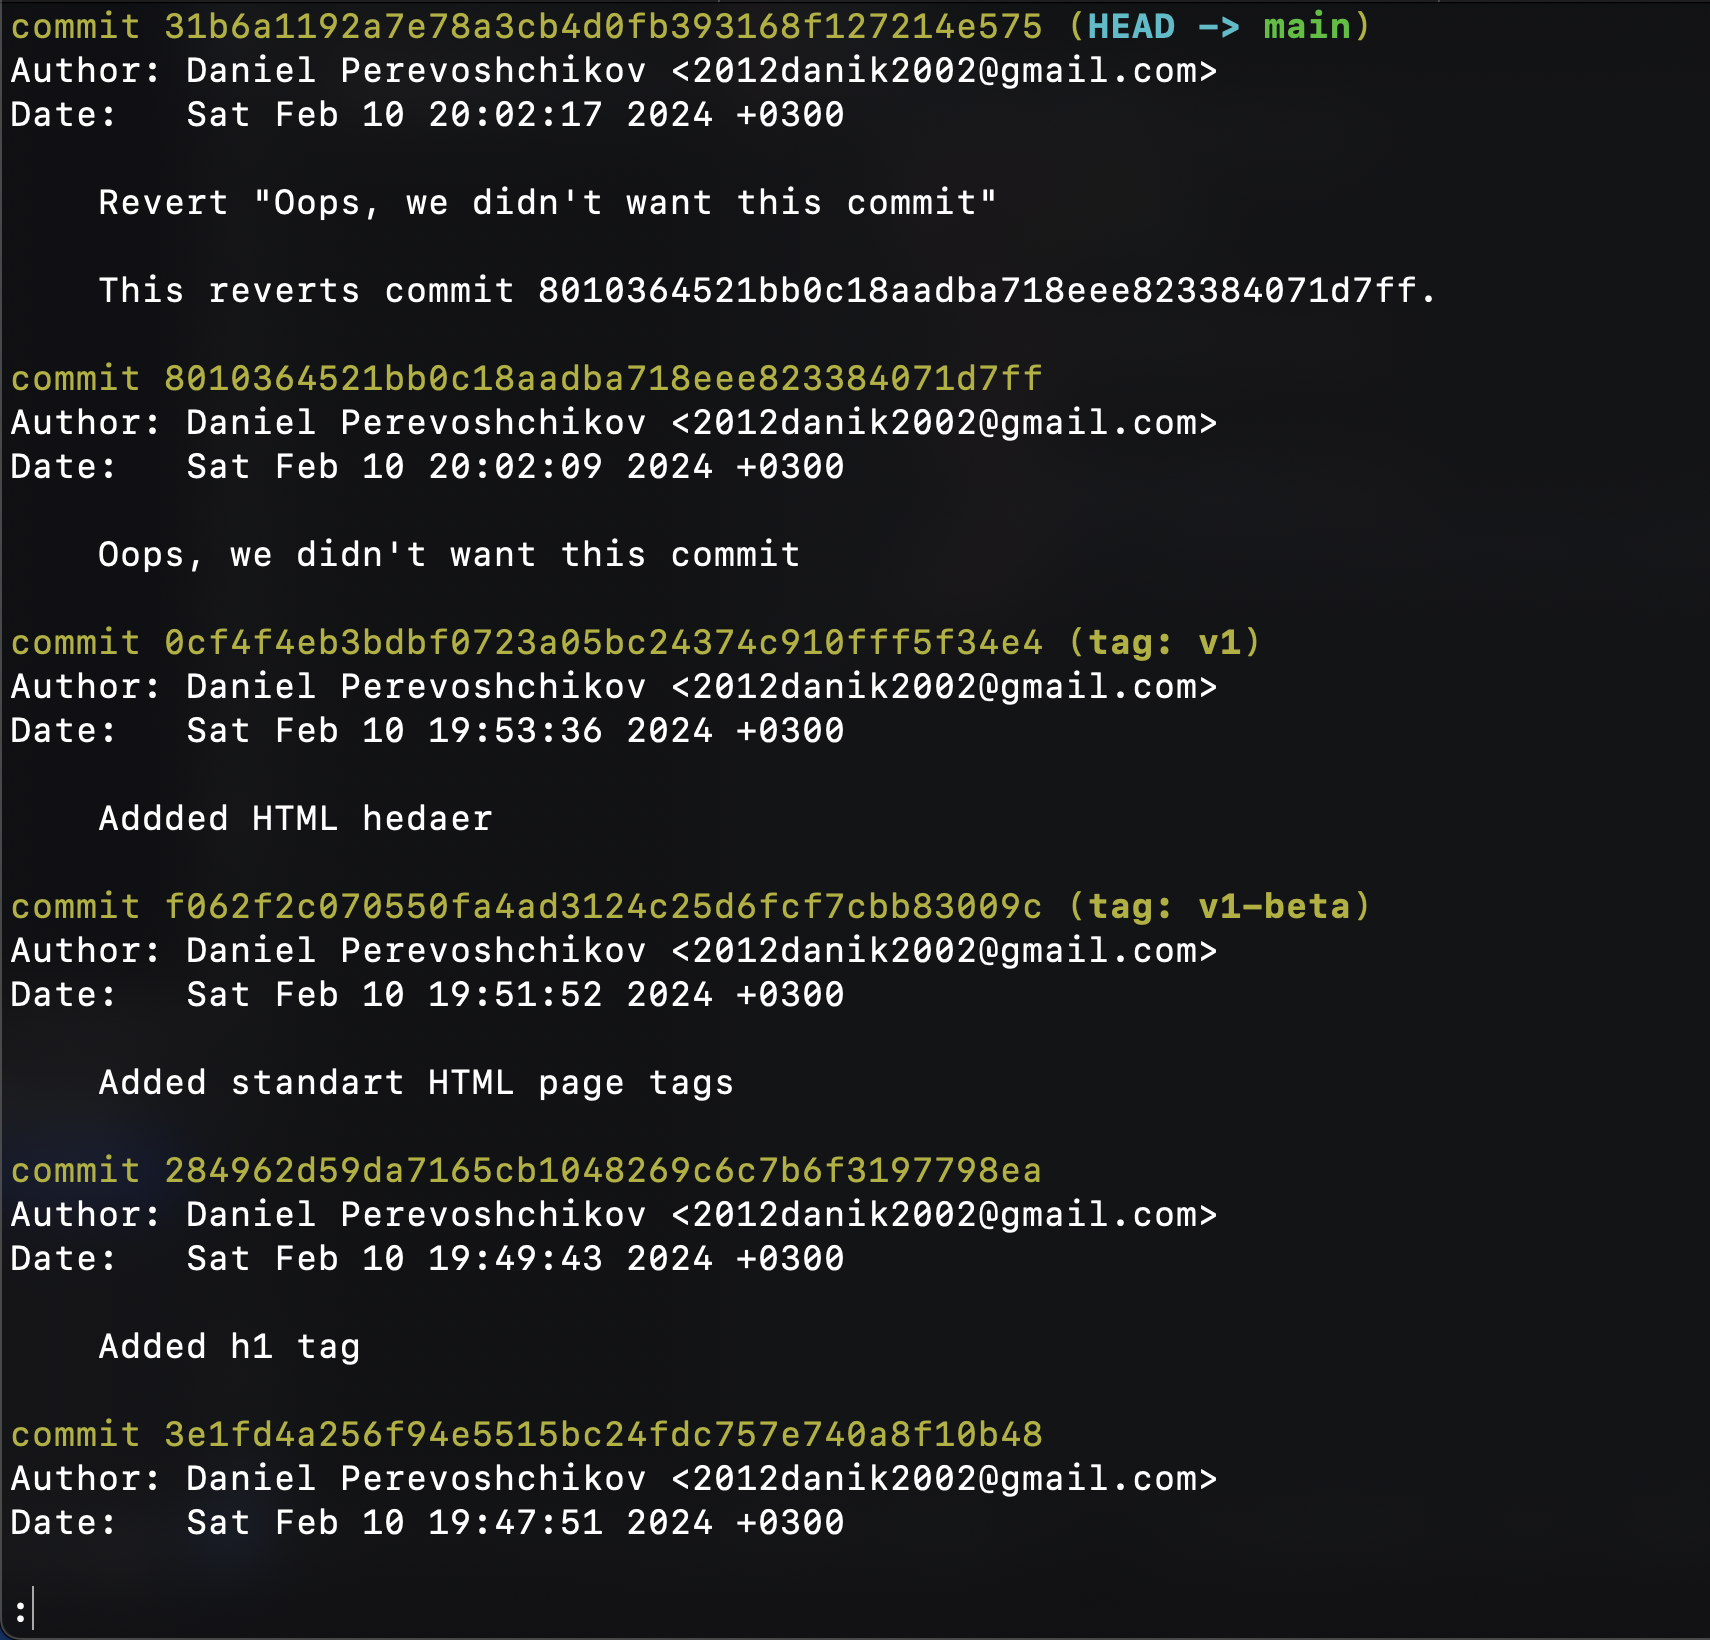 commit 31b6a1192a7e78a3cb4d0fb393168f127214e575 (HEAD -> main)
Author: Daniel Perevoshchikov <2012danik2002@gmail.com>
Date:   Sat Feb 10 20:02:17 2024 +0300

    Revert "Oops, we didn't want this commit"

    This reverts commit 8010364521bb0c18aadba718eee823384071d7ff.

commit 8010364521bb0c18aadba718eee823384071d7ff
Author: Daniel Perevoshchikov <2012danik2002@gmail.com>
Date:   Sat Feb 10 20:02:09 2024 +0300

    Oops, we didn't want this commit

commit 0cf4f4eb3bdbf0723a05bc24374c910fff5f34e4 (tag: v1)
Author: Daniel Perevoshchikov <2012danik2002@gmail.com>
Date:   Sat Feb 10 19:53:36 2024 +0300

    Addded HTML hedaer

commit f062f2c070550fa4ad3124c25d6fcf7cbb83009c (tag: v1-beta)
Author: Daniel Perevoshchikov <2012danik2002@gmail.com>
Date:   Sat Feb 10 19:51:52 2024 +0300

    Added standart HTML page tags

commit 284962d59da7165cb1048269c6c7b6f3197798ea
Author: Daniel Perevoshchikov <2012danik2002@gmail.com>
Date:   Sat Feb 10 19:49:43 2024 +0300

    Added h1 tag

commit 3e1fd4a256f94e5515bc24fdc757e740a8f10b48
Author: Daniel Perevoshchikov <2012danik2002@gmail.com>
Date:   Sat Feb 10 19:47:51 2024 +0300

: